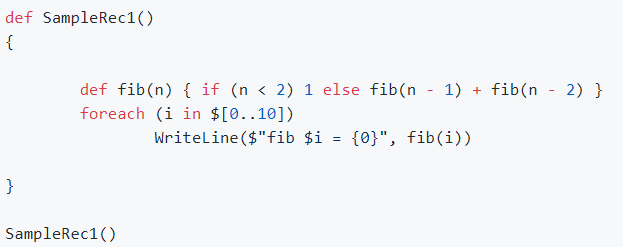 def SampleRec1()
{
def fib(n) { if (n < 2) 1 else fib(n - 1) + fib(n - 2) }
foreach (i in $[0..10])
WriteLine($"fib $i = {0}", fib(i))
}
SampleRec1()